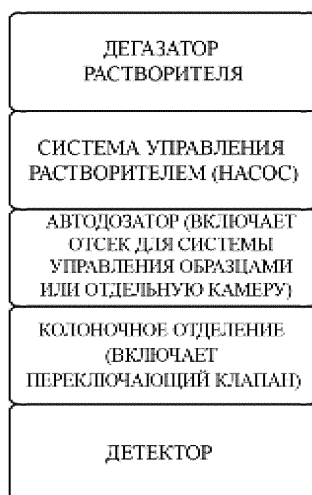 ДЕГАЗАТОР
РАСТВОРИТЕЛЯ
СИСТЕМА УПРАВЛЕНИЯ
РАСТВОРИТЕЛЕМ (НАСОС)
АВТОДОЗАТОР (ВКЛЮЧАЕТ
ОТСЕК ДЛЯ СИСТЕМЫ
УПРАВЛЕНИЯ ОБРАЗЦАМИ
ИЛИ ОТДЕЛЬНУЮ КАМЕРУ)
КОЛОНОЧНОЕ ОТДЕЛЕНИЕ
(ВКЛЮЧАЕТ
ПЕРЕКЛЮЧАЮЩИЙ КЛАПАН)
ДЕТЕКТОР